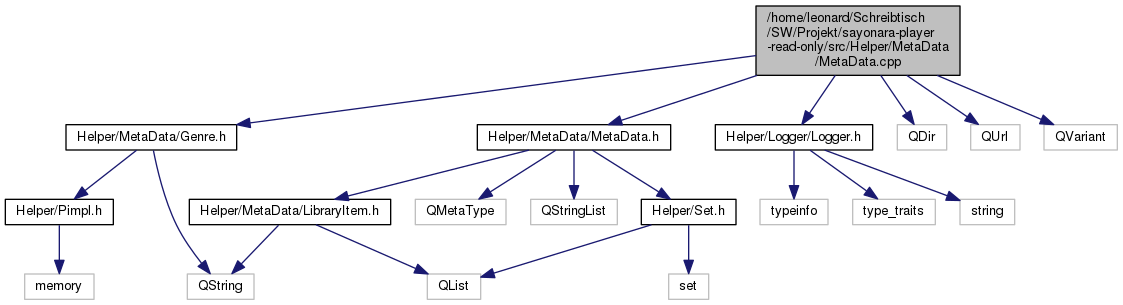 /home/leonard/Schreibtisch
/SW/Projekt/sayonara-player
-read-only/src/Helper/MetaData
/MetaData.cpp
Helper/MetaData/Genre.h
Helper/MetaData/MetaData.h
Helper/Logger/Logger.h
QDir
QUrl
QVariant
Helper/Pimpl.h
Helper/MetaData/LibraryItem.h
QMetaType
QStringList
Helper/Set.h
typeinfo
type_traits
string
memory
QString
QList
set